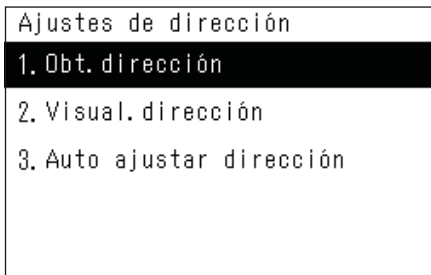 Ajustes de dirección
1. Obt.dirección
2. Visual.dirección
3. Auto ajustar dirección